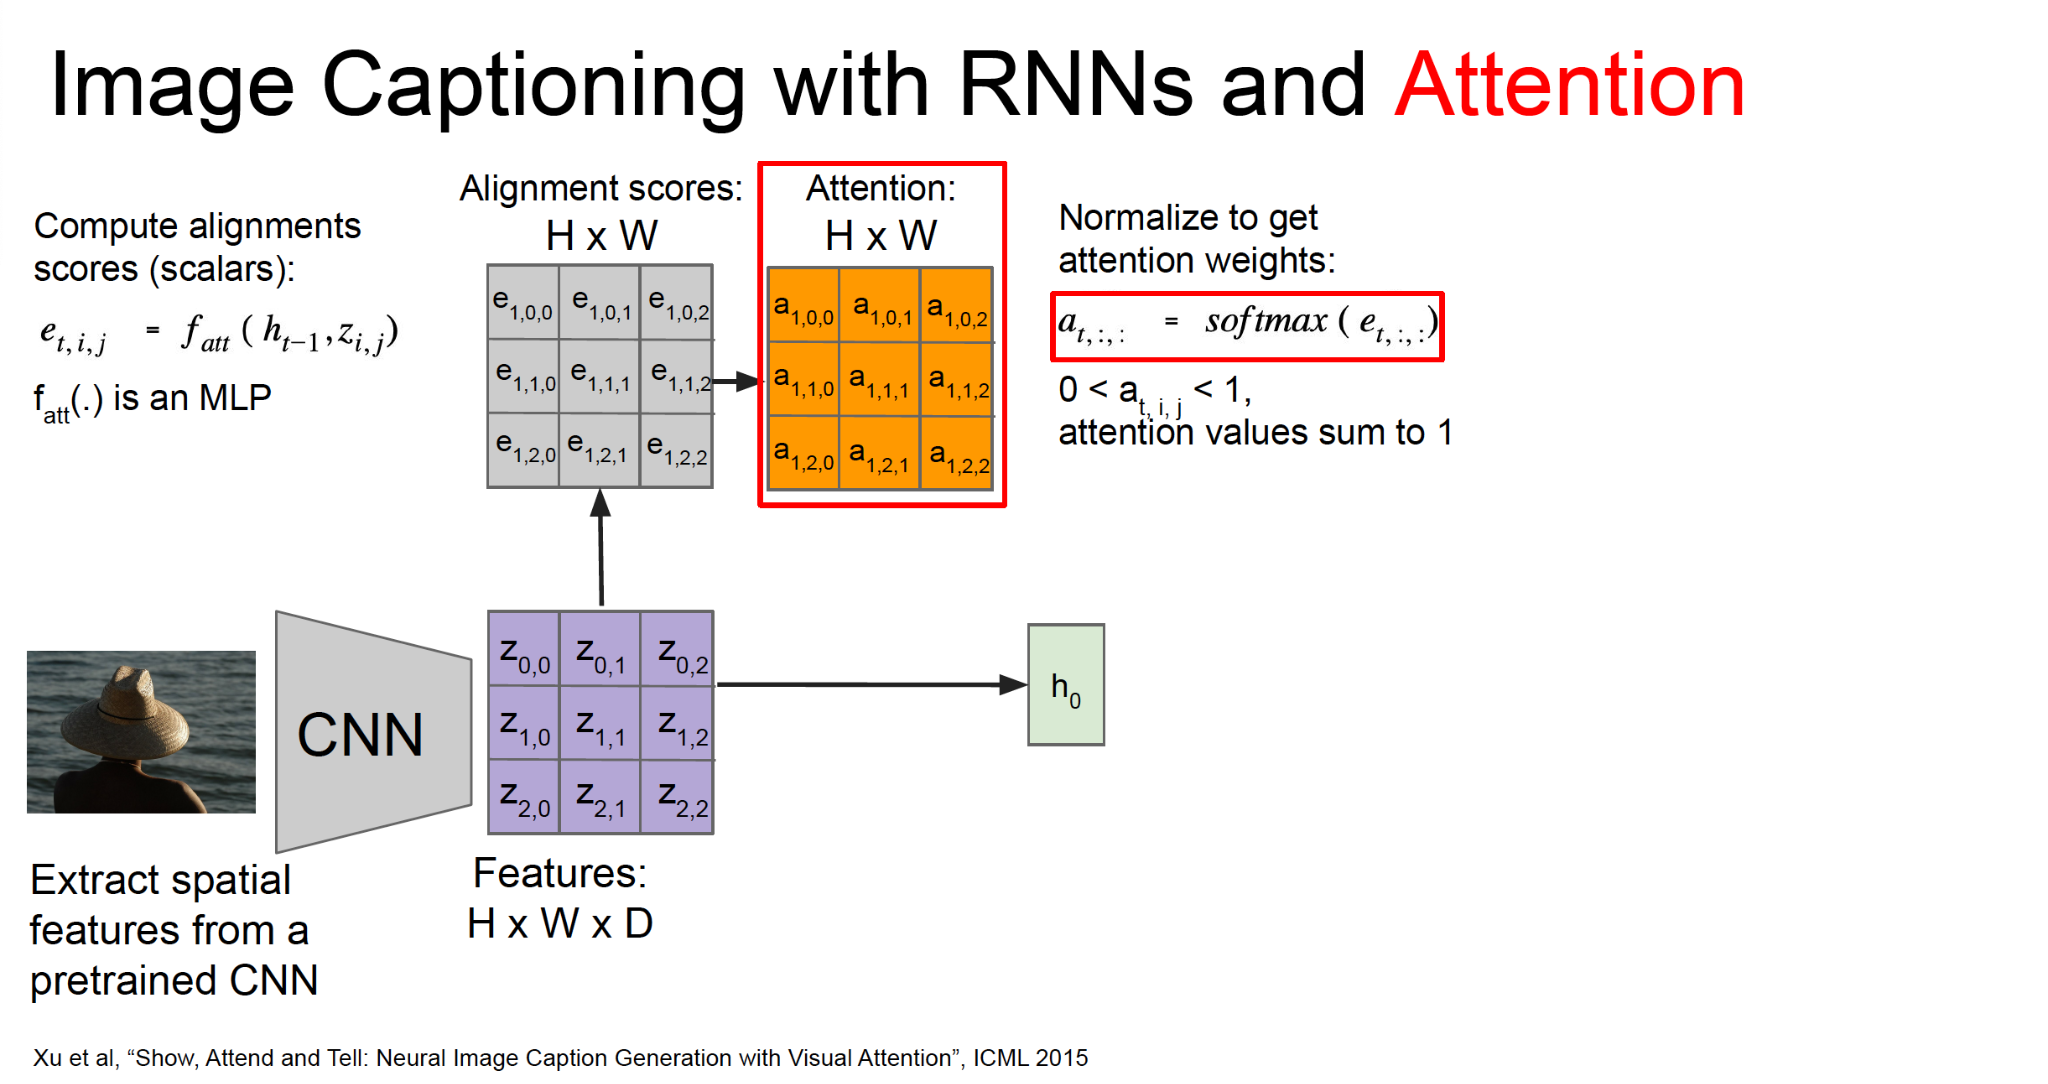 Image Captioning with RNNs and Attention
Compute alignments
scores (scalars):
e_{t,i,j} = f_{att} ( h_{t-1} , z_{i,j} )
f_{att}(.) is an MLP
Alignment scores:
H x W
e_{1,0,0} e_{1,0,1} e_{1,0,2}
e_{1,1,0} e_{1,1,1} e_{1,1,2}
e_{1,2,0} e_{1,2,1} e_{1,2,2}
Attention:
H x W
a_{1,0,0} a_{1,0,1} a_{1,0,2}
a_{1,1,0} a_{1,1,1} a_{1,1,2}
a_{1,2,0} a_{1,2,1} a_{1,2,2}
Normalize to get
attention weights:
a_{t,:,:} = softmax ( e_{t,:,:} )
0 < a_{t, i, j} < 1,
attention values sum to 1
CNN
z_{0,0} z_{0,1} z_{0,2}
z_{1,0} z_{1,1} z_{1,2}
z_{2,0} z_{2,1} z_{2,2}
h_0
Extract spatial
features from a
pretrained CNN
Features:
H x W x D
Xu et al, “Show, Attend and Tell: Neural Image Caption Generation with Visual Attention”, ICML 2015